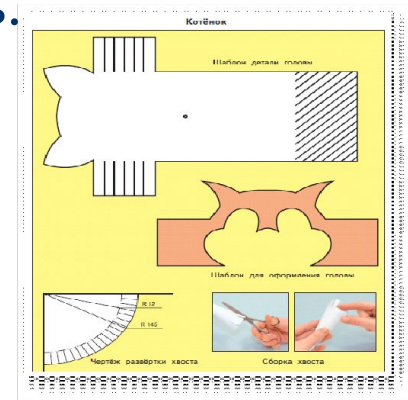 Котёнок
Шаблон детали головы
Шаблон для оформления головы
R 12
R 145
Чертёж развёртки хвоста
Сборка хвоста